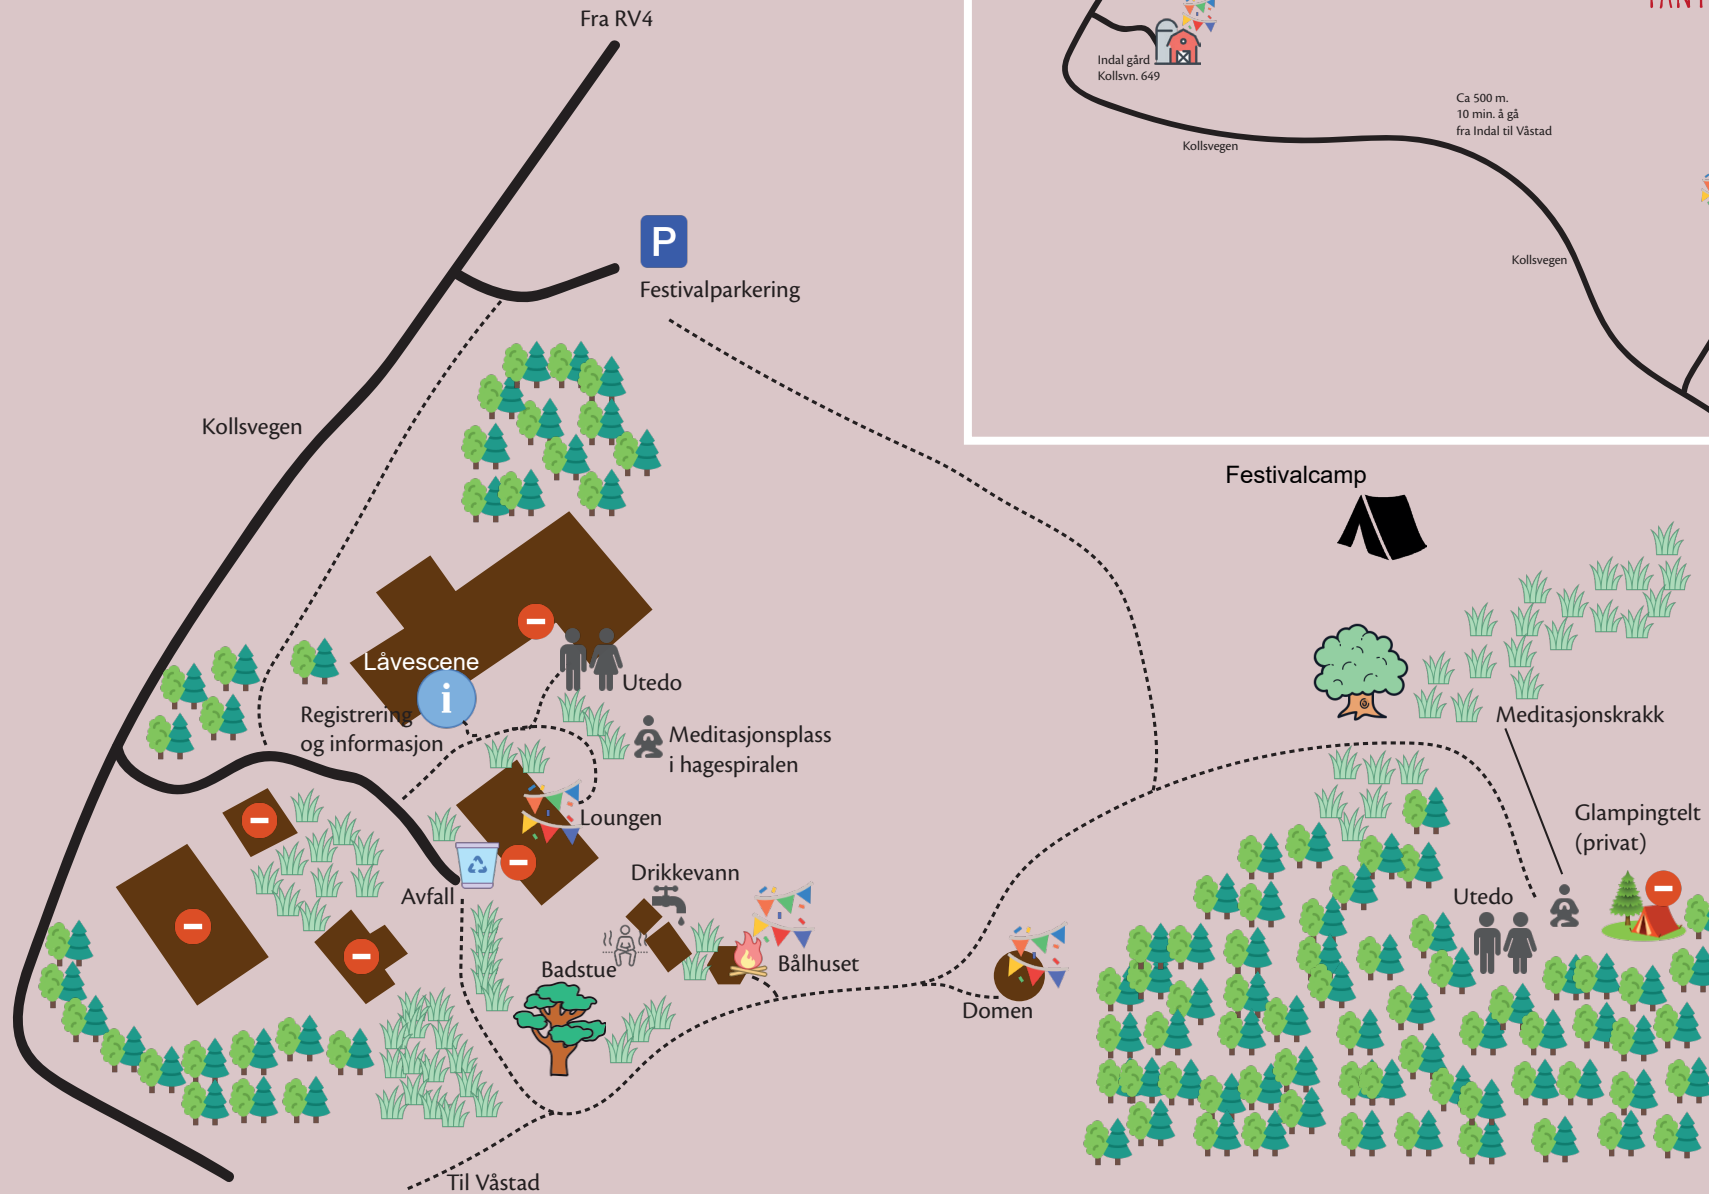 Fra RV4
P
Festivalparkering
Kollsvegen
Indal gård
Kollsvn. 649
Ca 500 m.
10 min. å gå
fra Indal til Våstad
Kollsvegen
Kollsvegen
Festivalcamp
Låvescene
i
Registrering
og informasjon
Utedo
Meditasjonsplass
i hagespiralen
Loungen
Avfall
Drikkevann
Badstue
Bålhuset
Domen
Til Våstad
Meditasjonskrakk
Glampingtelt
(privat)
Utedo